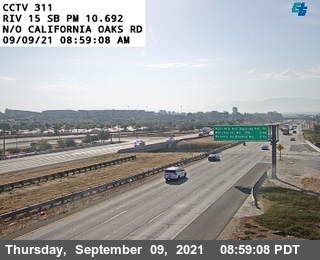 CCTV 311
RIV 15 SB PM 10.692
N/O CALIFORNIA OAKS RD
09/09/21 08:59:08 AM
Thursday, September 09, 2021 08:59:08 PDT